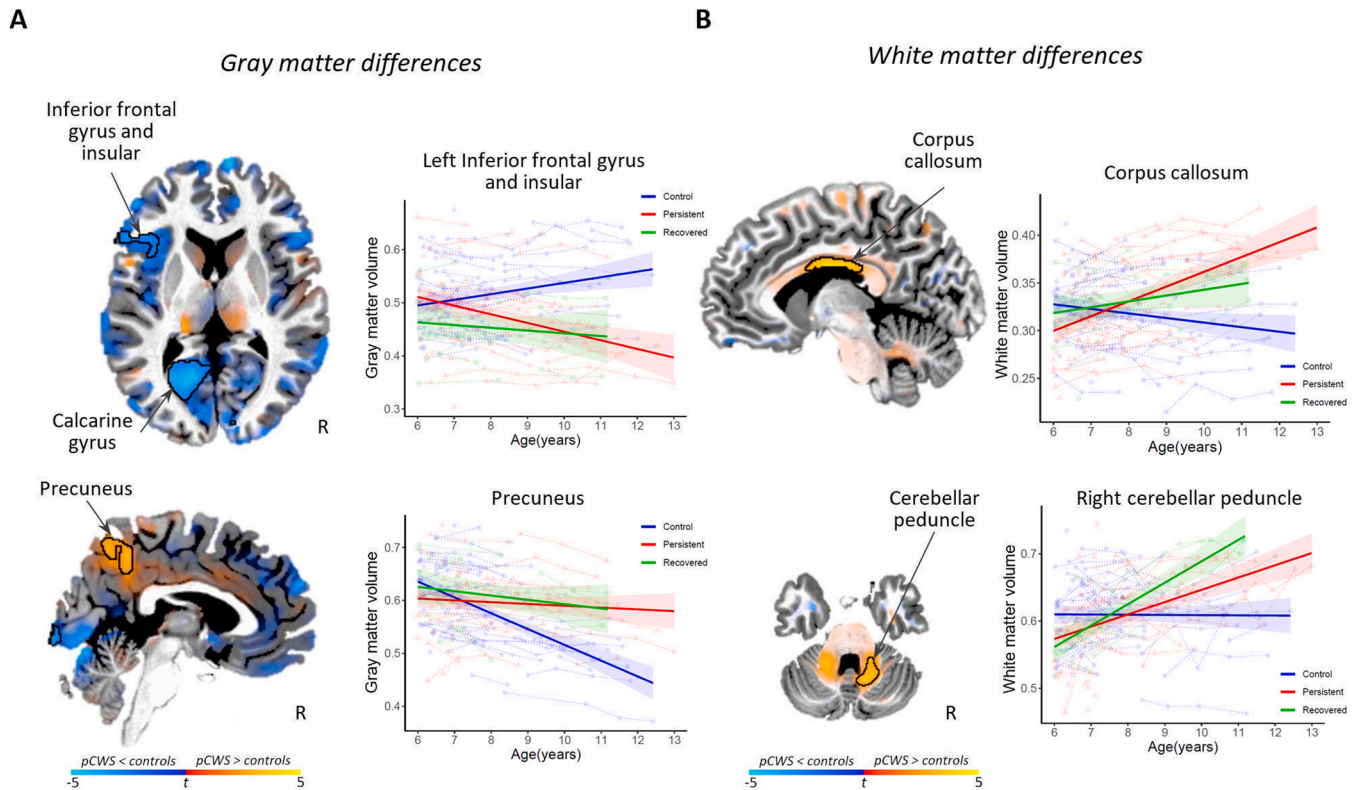 A
Gray matter differences
Inferior frontal
gyrus and
insular
Calcarine
gyrus
R
Left Inferior frontal gyrus
and insular
Control
Persistent
Recovered
Gray matter volume
0.6
0.5
0.4
0.3
6 7 8 9 10 11 12 13
Age(years)
Precuneus
R
Precuneus
Control
Persistent
Recovered
Gray matter volume
0.7
0.6
0.5
0.4
6 7 8 9 10 11 12 13
Age(years)
pCWS < controls pCWS > controls
-5 t 5
B
White matter differences
Corpus
callosum
Corpus callosum
White matter volume
0.40
0.35
0.30
0.25
Control
Persistent
Recovered
6 7 8 9 10 11 12 13
Age(years)
Cerebellar
peduncle
R
Right cerebellar peduncle
White matter volume
0.7
0.6
0.5
Control
Persistent
Recovered
6 7 8 9 10 11 12 13
Age(years)
pCWS < controls pCWS > controls
-5 t 5